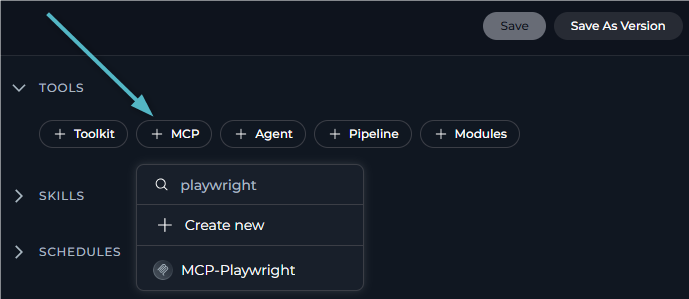 Save Save As Version
TOOLS
Toolkit MCP Agent Pipeline Modules
playwright
SKILLS
Create new
SCHEDULES
MCP-Playwright